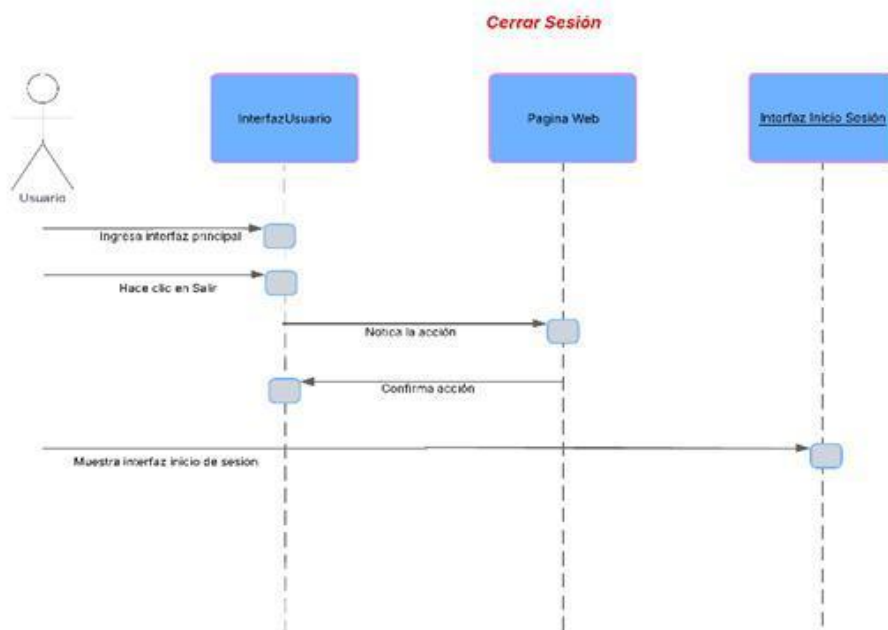 Cerrar Sesión
InterfazUsuario
Pagina Web
Interfaz Inicio Sesión
Usuario
Ingresa interfaz principal
Hace clic en Salir
Notica la acción
Confirma acción
Muestra interfaz inicio de sesión